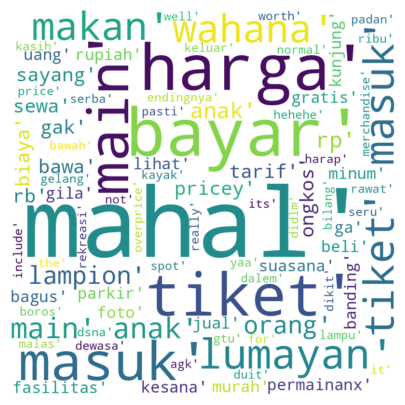 makan' well' wahana' worth' padan'
kasih' keluar' normal' ribu'
uang' rupiah' endingnya' kunjung'
price' serba' pasti' gratis' merchandise'
sayang' main' harga' masuk'
sewa' gak' bayar' rp'
biaya' bawah' gelang' anak'
bawa' lihat' tarif' hehehe'
rb' gila' kayak' minum' rawat'
not' its' harap' ongkos'
pricey' ga' bilang' seru'
mahal'
include' rekreasi' the' overprice' really' didlm' yaa' beli'
lampion' spot' suasana' dalem' dikit' banding'
bagus' parkir' tiket' tiket'
foto' jual' orang' gtu' for' lampu'
main' anak'
boros' dsna' duit' it'
malas' dewasa' masuk' lumayan'
agk' murah' permainanx'
fasilitas' kesana'